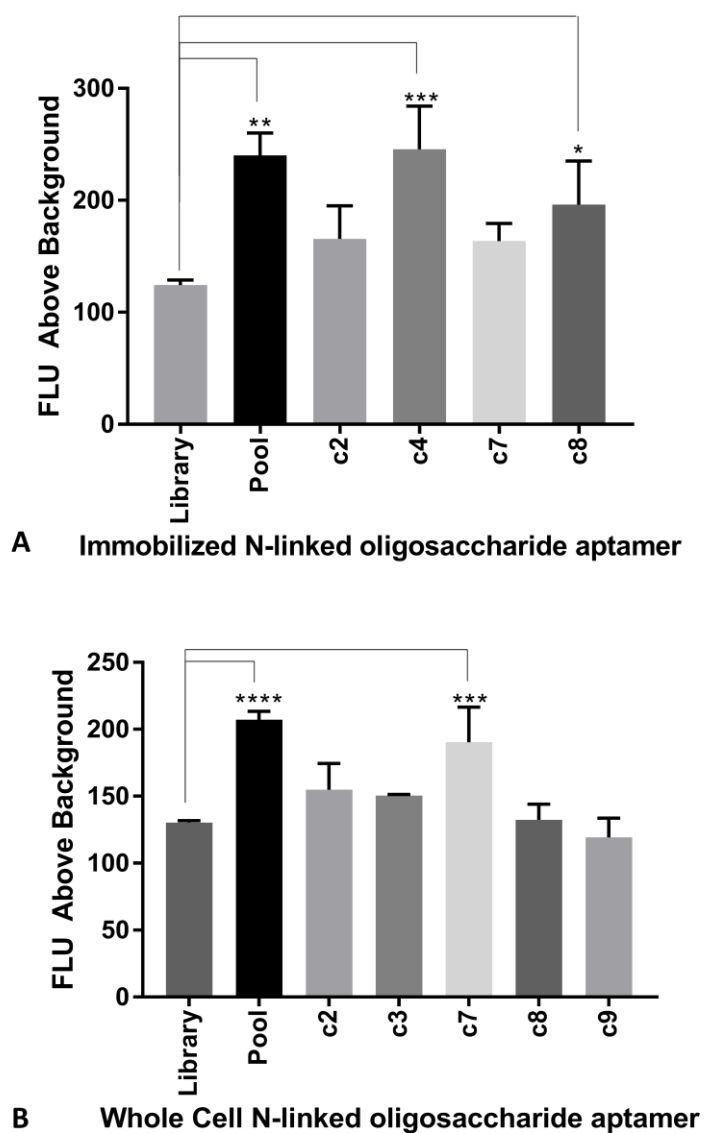 FLU Above Background
300
200
100
0
**
***
*
Library
Pool
c2
c4
c7
c8
A
Immobilized N-linked oligosaccharide aptamer
FLU Above Background
250
200
150
100
50
0
****
***
Library
Pool
c2
c3
c7
c8
c9
B
Whole Cell N-linked oligosaccharide aptamer